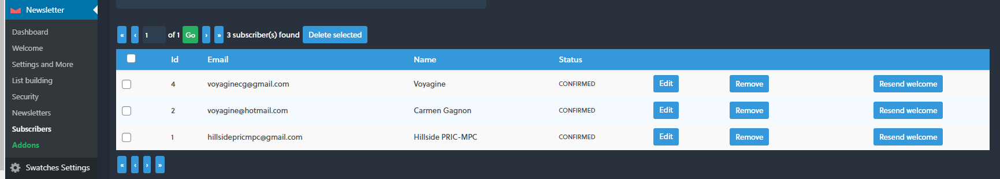 Newsletter
Dashboard
Welcome
Settings and More
List building
Security
Newsletters
Subscribers
Addons
Swatches Settings
« ‹ 1 of 1 Go › » 3 subscriber(s) found Delete selected
Id Email Name Status
4 voyaginecg@gmail.com Voyagine CONFIRMED Edit Remove Resend welcome
2 voyagine@hotmail.com Carmen Gagnon CONFIRMED Edit Remove Resend welcome
1 hillsidepricmpc@gmail.com Hillside PRIC-MPC CONFIRMED Edit Remove Resend welcome
« ‹ › »